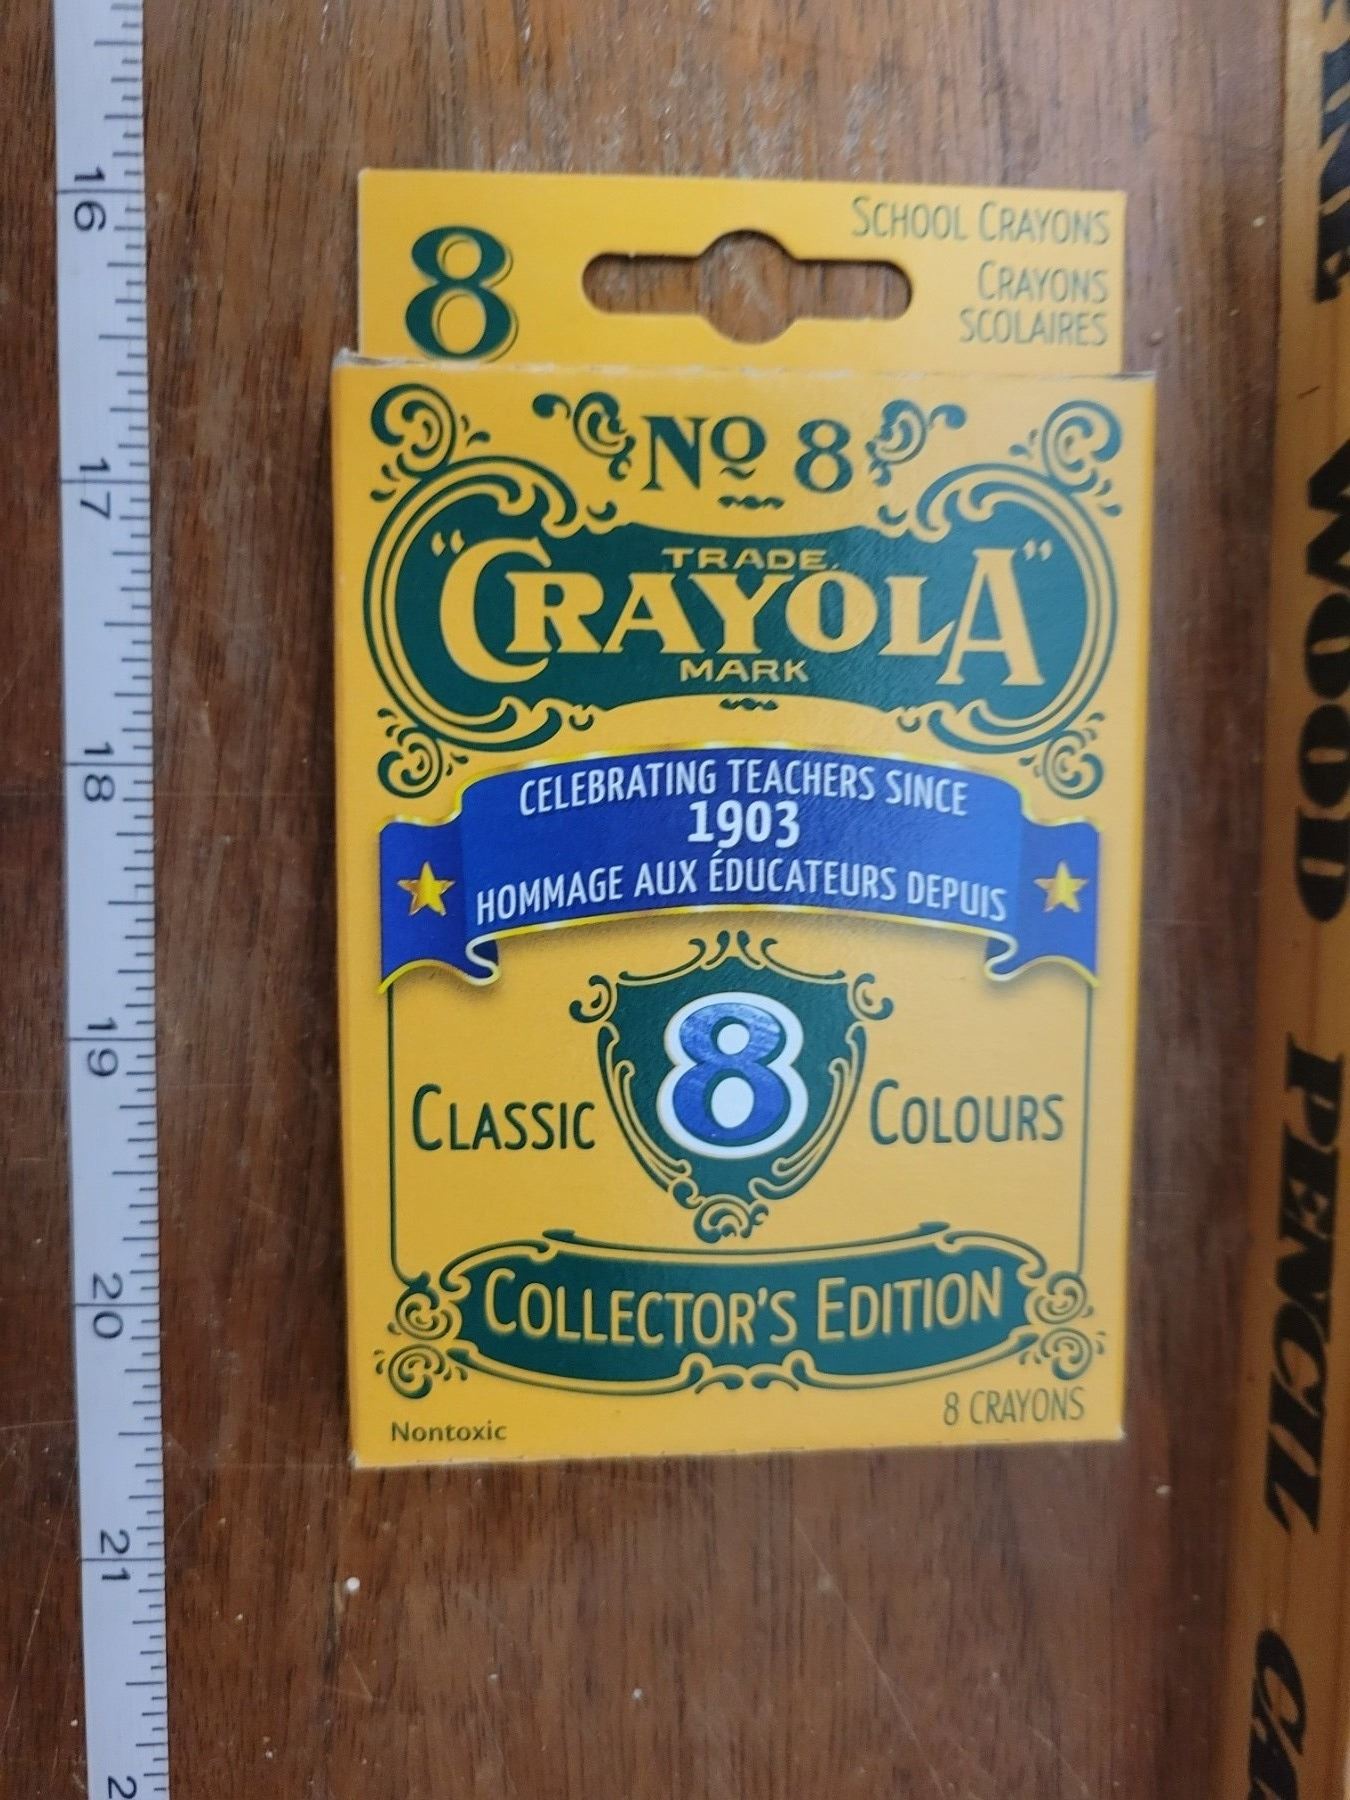 8
SCHOOL CRAYONS
CRAYONS
SCOLAIRES
No 8
TRADE
"CRAYOLA"
MARK
CELEBRATING TEACHERS SINCE
1903
HOMMAGE AUX ÉDUCATEURS DEPUIS
CLASSIC 8 COLOURS
COLLECTOR'S EDITION
8 CRAYONS
Nontoxic
16
17
18
19
20
21
WOOD PENCIL